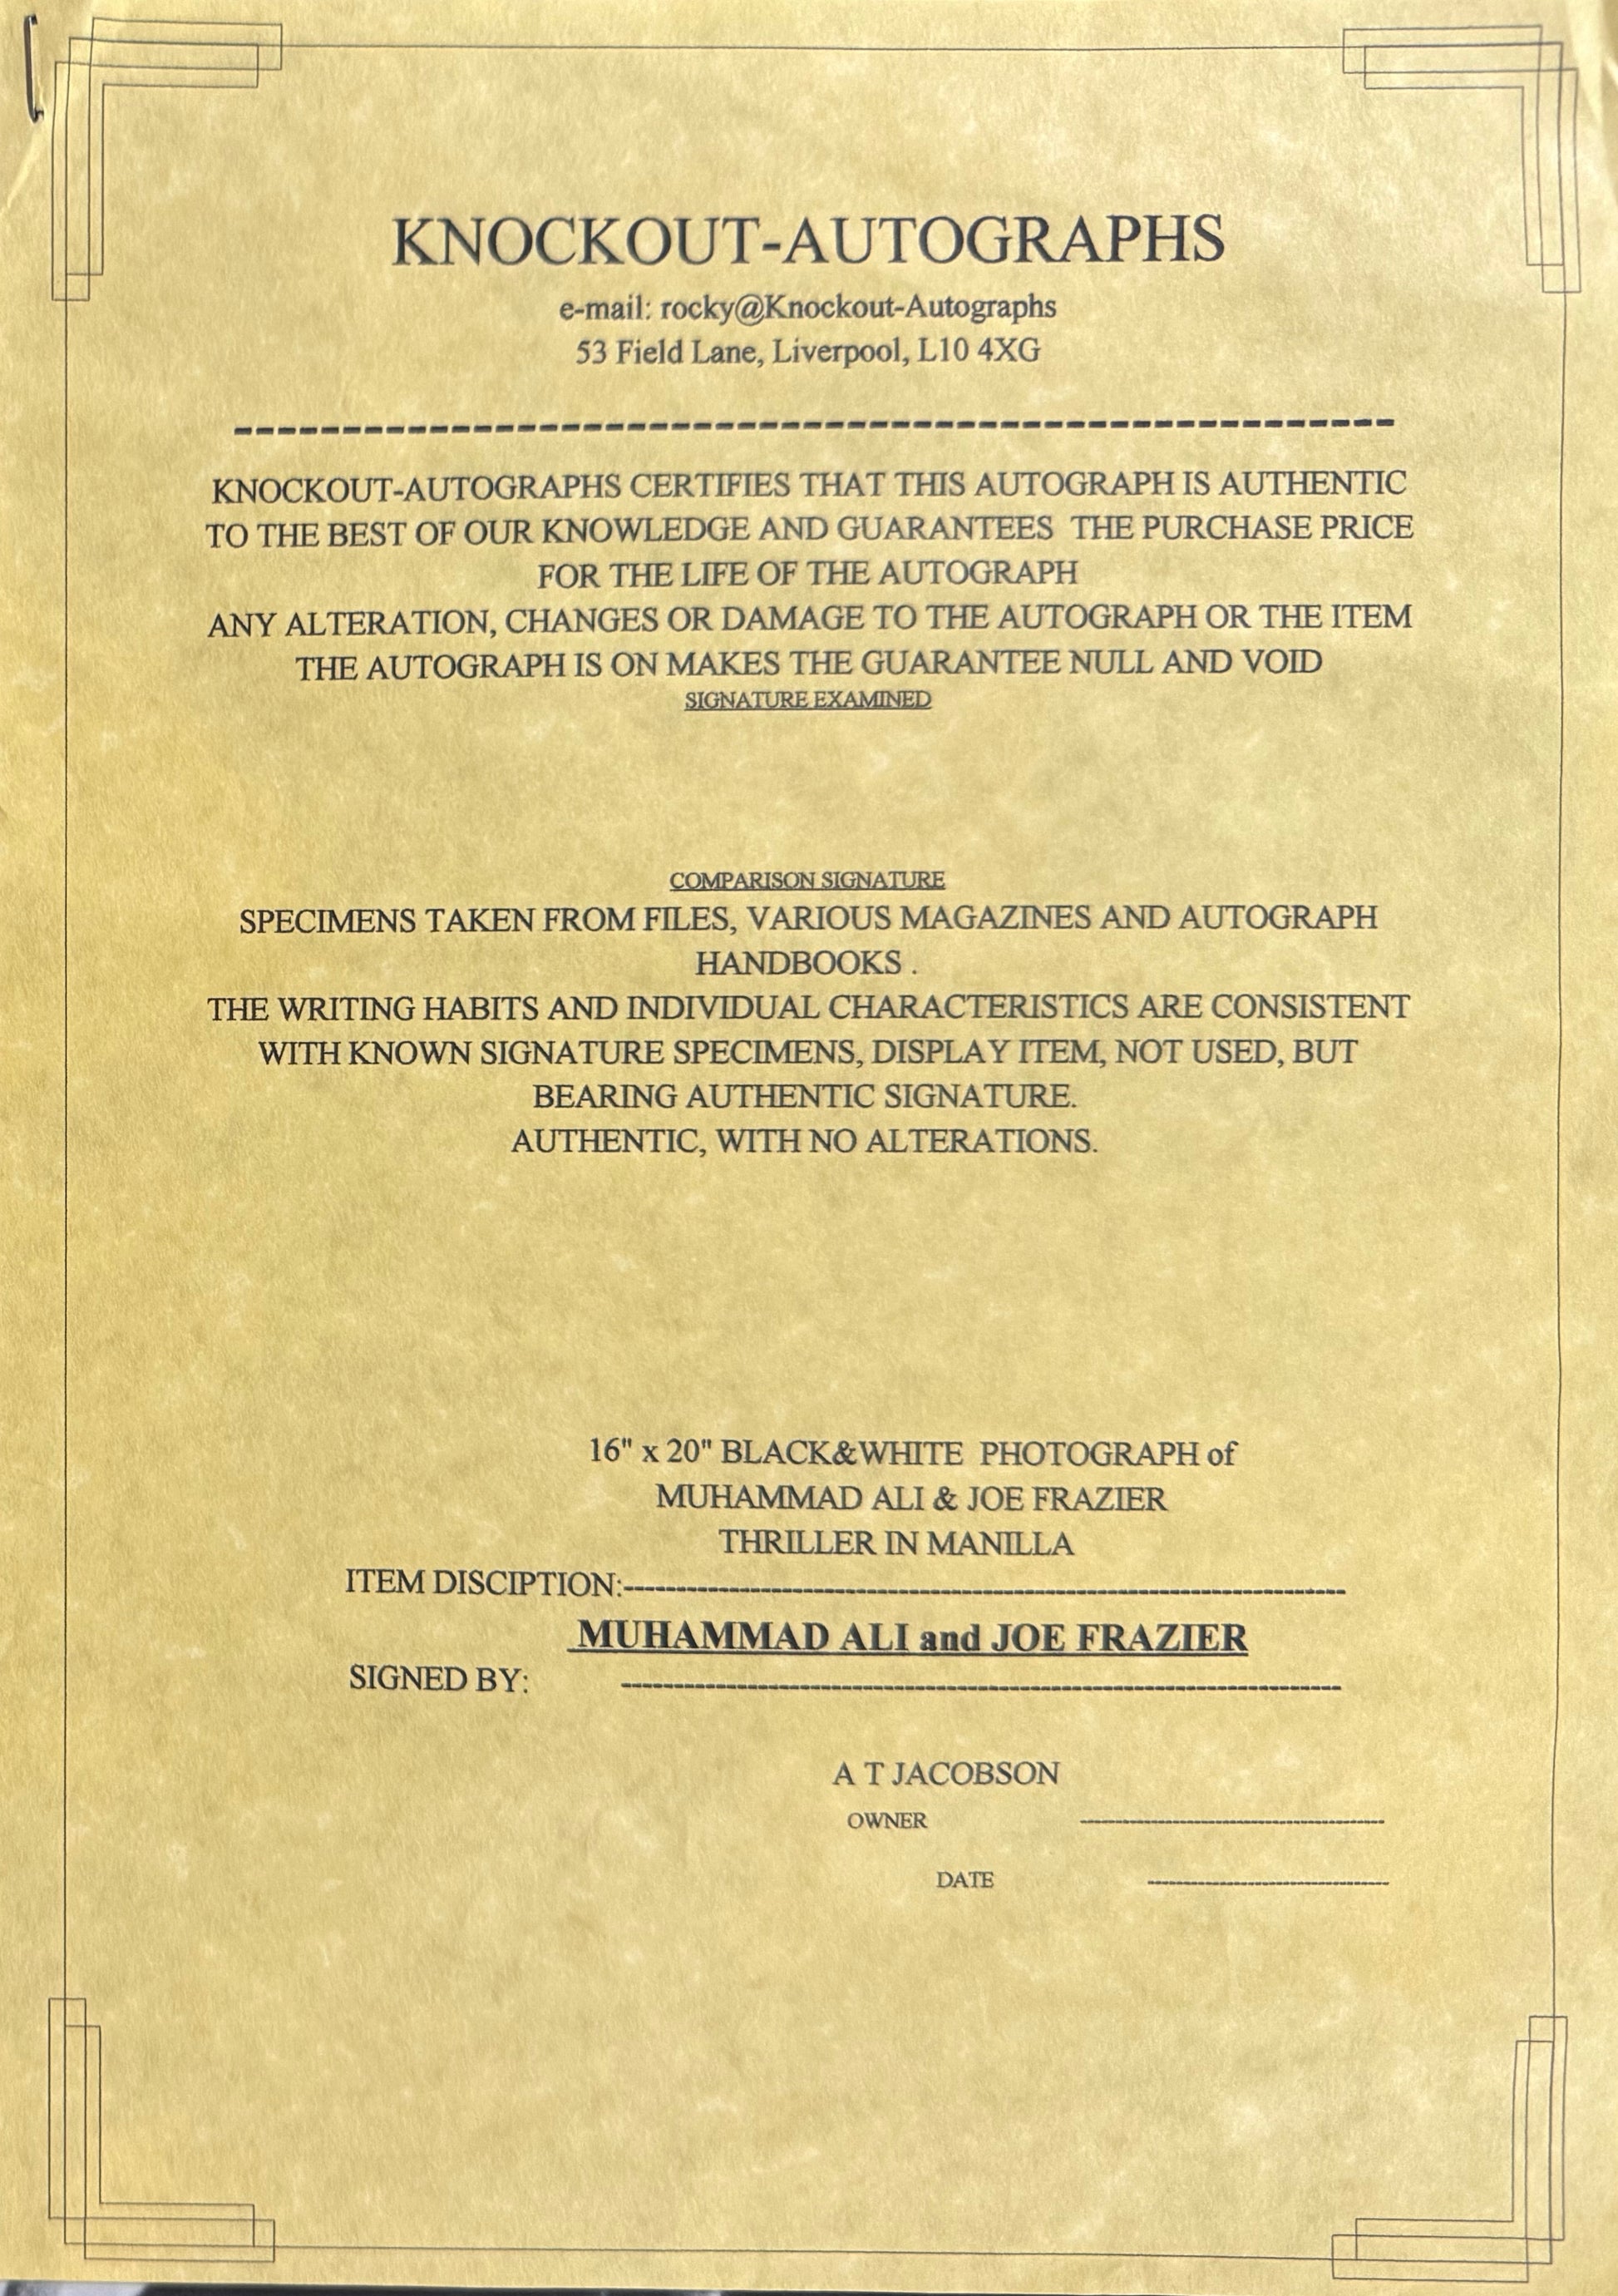 KNOCKOUT-AUTOGRAPHS
e-mail: rocky@Knockout-Autographs
53 Field Lane, Liverpool, L10 4XG
KNOCKOUT-AUTOGRAPHS CERTIFIES THAT THIS AUTOGRAPH IS AUTHENTIC
TO THE BEST OF OUR KNOWLEDGE AND GUARANTEES THE PURCHASE PRICE
FOR THE LIFE OF THE AUTOGRAPH
ANY ALTERATION, CHANGES OR DAMAGE TO THE AUTOGRAPH OR THE ITEM
THE AUTOGRAPH IS ON MAKES THE GUARANTEE NULL AND VOID
SIGNATURE EXAMINED
COMPARISON SIGNATURE
SPECIMENS TAKEN FROM FILES, VARIOUS MAGAZINES AND AUTOGRAPH
HANDBOOKS .
THE WRITING HABITS AND INDIVIDUAL CHARACTERISTICS ARE CONSISTENT
WITH KNOWN SIGNATURE SPECIMENS, DISPLAY ITEM, NOT USED, BUT
BEARING AUTHENTIC SIGNATURE.
AUTHENTIC, WITH NO ALTERATIONS.
16" x 20" BLACK&WHITE PHOTOGRAPH of
MUHAMMAD ALI & JOE FRAZIER
THRILLER IN MANILLA
ITEM DISCIPTION:
MUHAMMAD ALI and JOE FRAZIER
SIGNED BY:
A T JACOBSON
OWNER
DATE